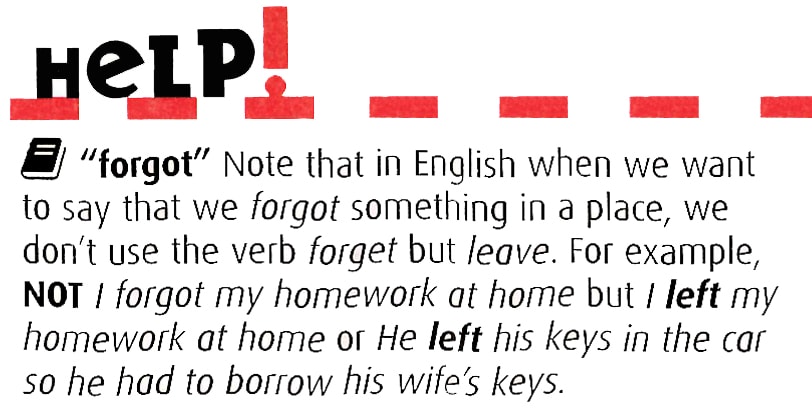 HeLP!
"forgot" Note that in English when we want
to say that we forgot something in a place, we
don't use the verb forget but leave. For example,
NOT I forgot my homework at home but I left my
homework at home or He left his keys in the car
so he had to borrow his wife's keys.